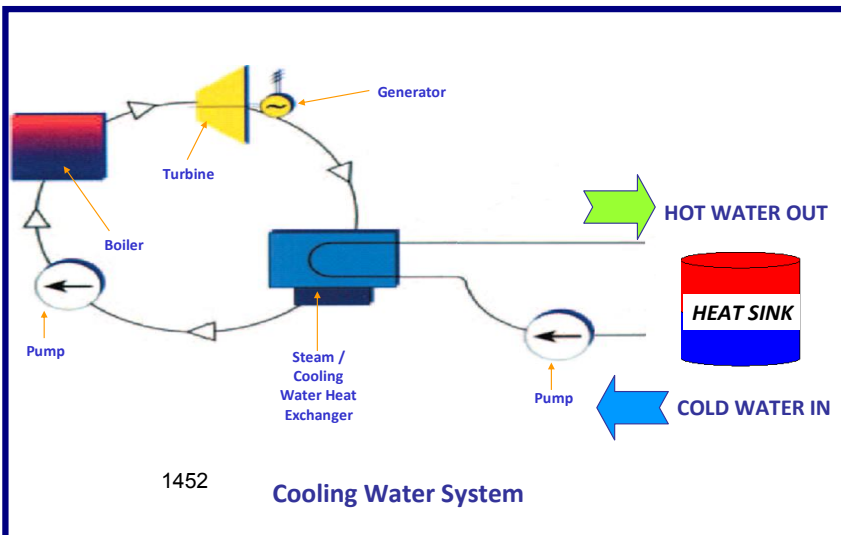 Generator
Turbine
HOT WATER OUT
Boiler
HEAT SINK
Pump
Steam /
Cooling
Water Heat
Exchanger
Pump
COLD WATER IN
1452
Cooling Water System